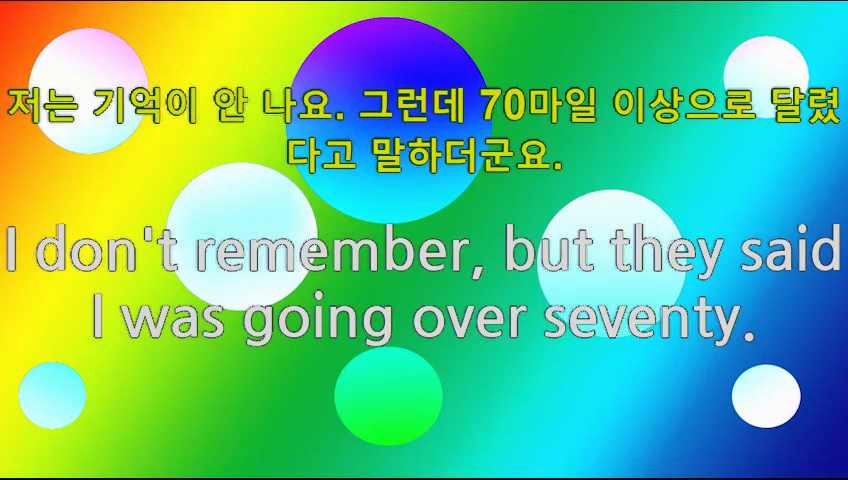 저는 기억이 안 나요. 그런데 70마일 이상으로 달렸
다고 말하더군요.
I don't remember, but they said
I was going over seventy.